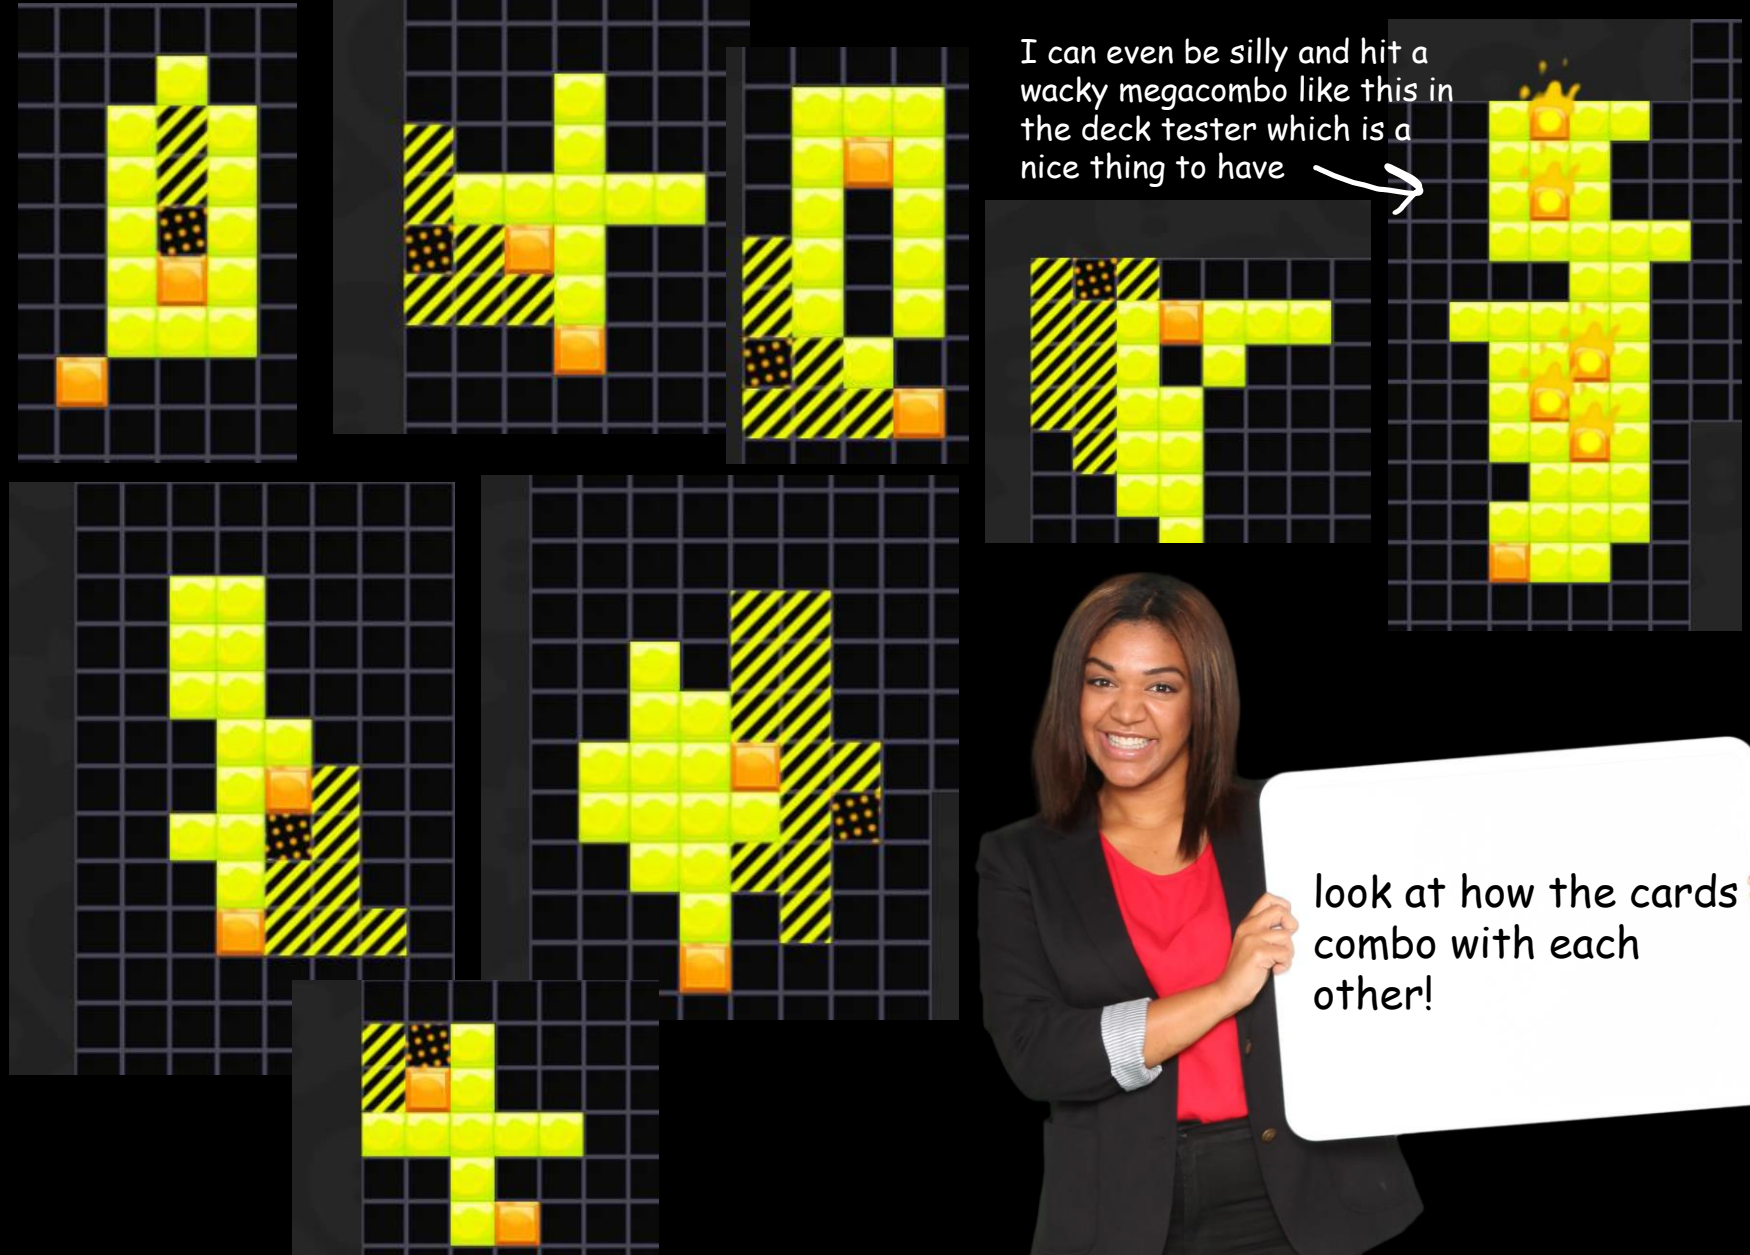 I can even be silly and hit a
wacky megacombo like this in
the deck tester which is a
nice thing to have
look at how the cards
combo with each
other!